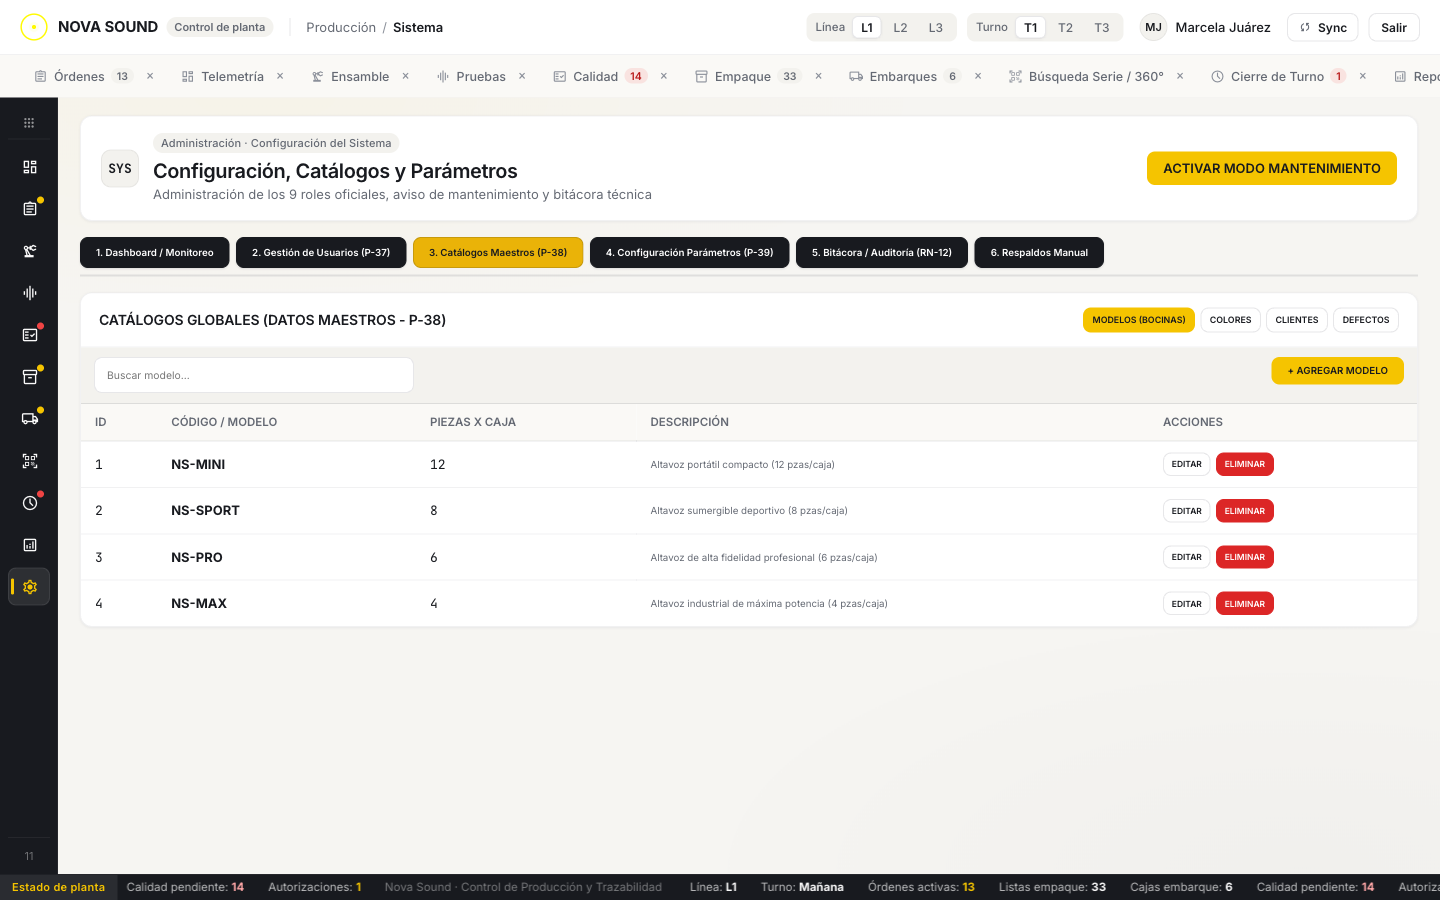 NOVA SOUND Control de planta Producción / Sistema Línea L1 L2 L3 Turno T1 T2 T3 MJ Marcela Juárez Sync Salir
Órdenes 13 × Telemetría × Ensamble × Pruebas × Calidad 14 × Empaque 33 × Embarques 6 × Búsqueda Serie / 360° × Cierre de Turno 1 × Repo
Administración · Configuración del Sistema
SYS
Configuración, Catálogos y Parámetros
Administración de los 9 roles oficiales, aviso de mantenimiento y bitácora técnica
ACTIVAR MODO MANTENIMIENTO
1. Dashboard / Monitoreo 2. Gestión de Usuarios (P-37) 3. Catálogos Maestros (P-38) 4. Configuración Parámetros (P-39) 5. Bitácora / Auditoría (RN-12) 6. Respaldos Manual
CATÁLOGOS GLOBALES (DATOS MAESTROS - P-38) MODELOS (BOCINAS) COLORES CLIENTES DEFECTOS
Buscar modelo... + AGREGAR MODELO
ID CÓDIGO / MODELO PIEZAS X CAJA DESCRIPCIÓN ACCIONES
1 NS-MINI 12 Altavoz portátil compacto (12 pzas/caja) EDITAR ELIMINAR
2 NS-SPORT 8 Altavoz sumergible deportivo (8 pzas/caja) EDITAR ELIMINAR
3 NS-PRO 6 Altavoz de alta fidelidad profesional (6 pzas/caja) EDITAR ELIMINAR
4 NS-MAX 4 Altavoz industrial de máxima potencia (4 pzas/caja) EDITAR ELIMINAR
11
Estado de planta Calidad pendiente: 14 Autorizaciones: 1 Nova Sound · Control de Producción y Trazabilidad Línea: L1 Turno: Mañana Órdenes activas: 13 Listas empaque: 33 Cajas embarque: 6 Calidad pendiente: 14 Autoriza